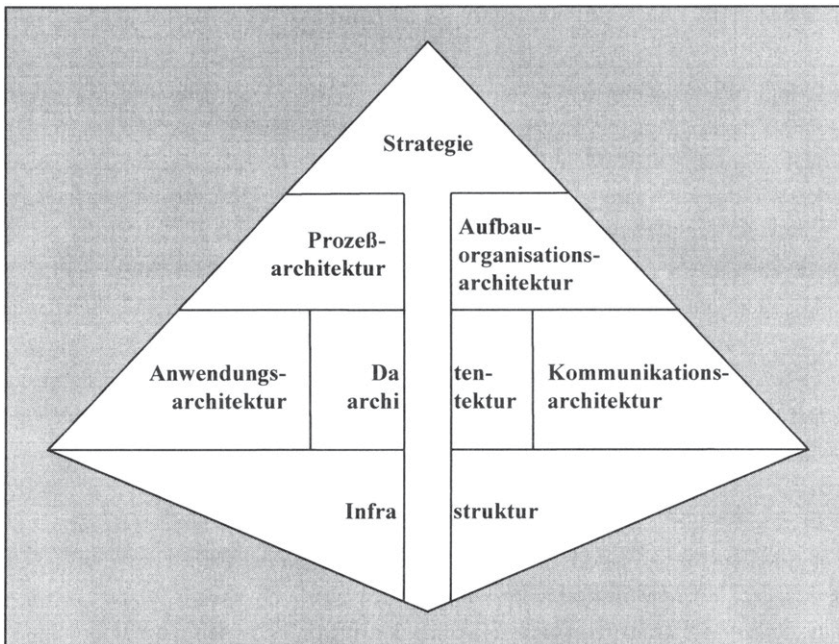 Strategie
Prozeß-
architektur
Aufbau-
organisations-
architektur
Anwendungs-
architektur
Da ten-
archi tektur
Kommunikations-
architektur
Infra struktur